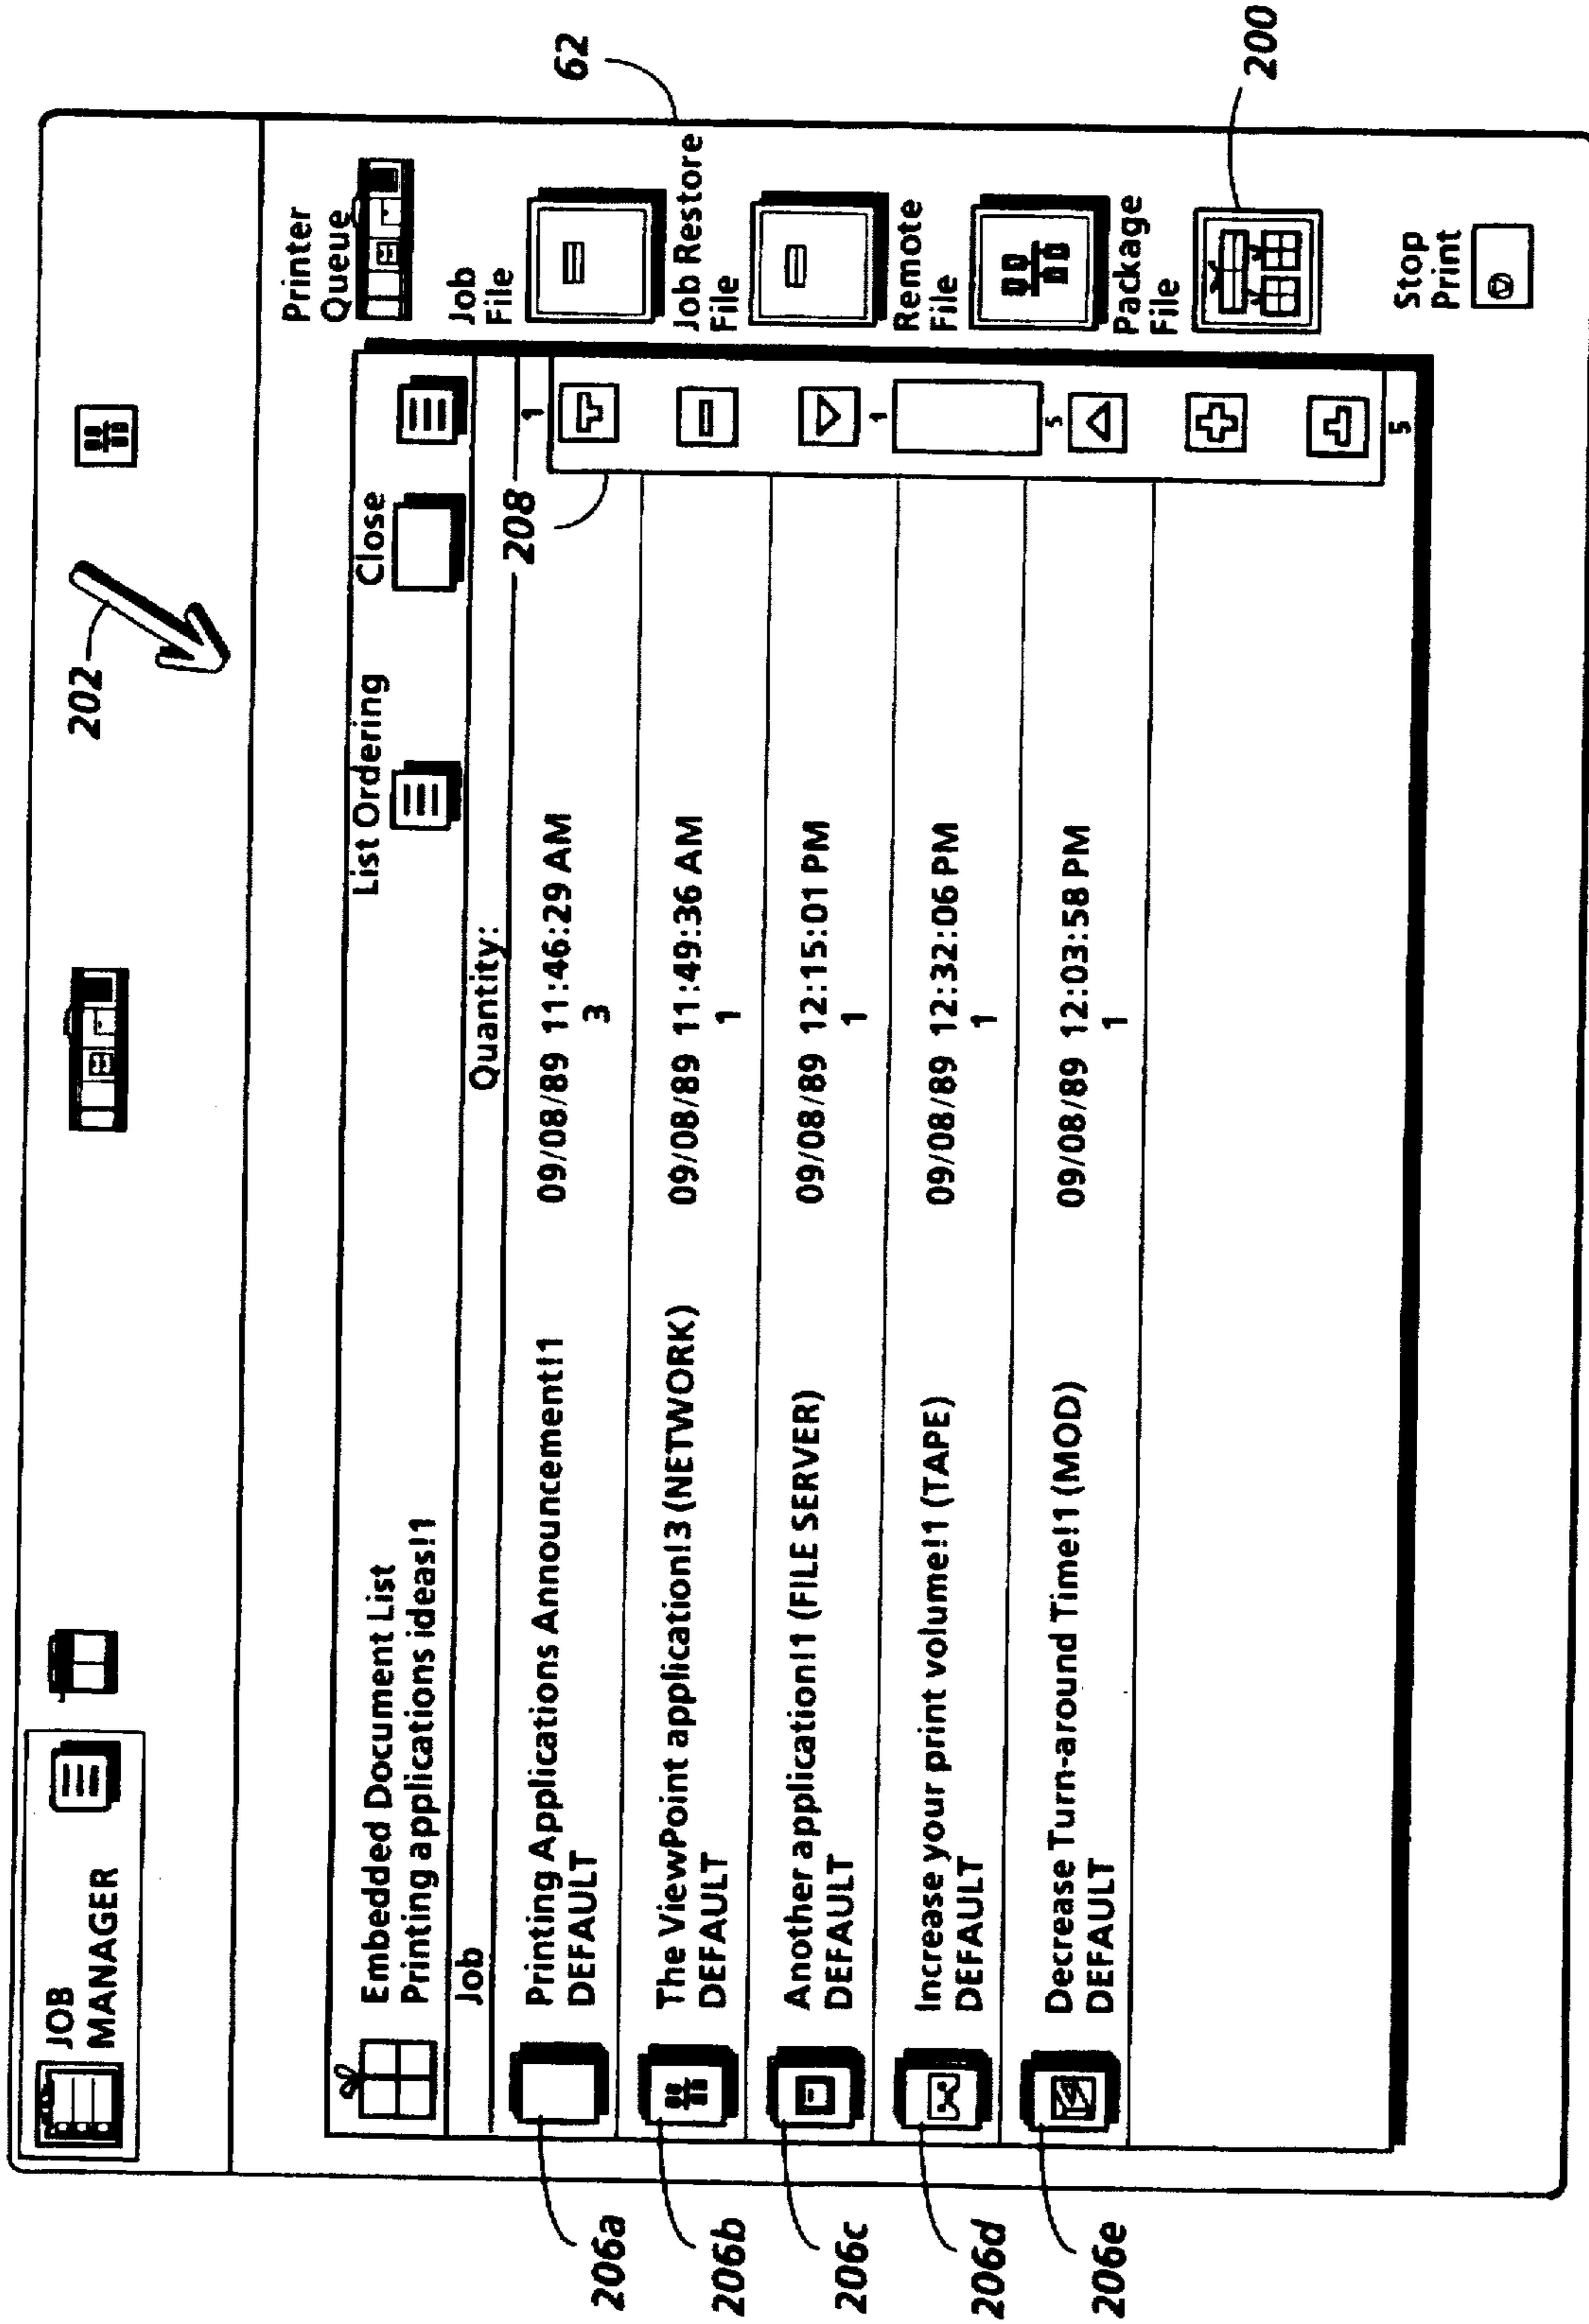 JOB
MANAGER
202
Embedded Document List
Printing applications ideas!1
List Ordering
Close
Job
Quantity:
208
1
206a
Printing Applications Announcement!1
09/08/89 11:46:29 AM
DEFAULT
3
206b
The ViewPoint application!3 (NETWORK)
09/08/89 11:49:36 AM
DEFAULT
1
206c
Another application!1 (FILE SERVER)
09/08/89 12:15:01 PM
DEFAULT
1
206d
Increase your print volume!1 (TAPE)
09/08/89 12:32:06 PM
DEFAULT
1
206e
Decrease Turn-around Time!1 (MOD)
09/08/89 12:03:58 PM
DEFAULT
1
1
5
5
Printer
Queue
Job
File
62
Job Restore
File
Remote
File
Package
File
200
Stop
Print